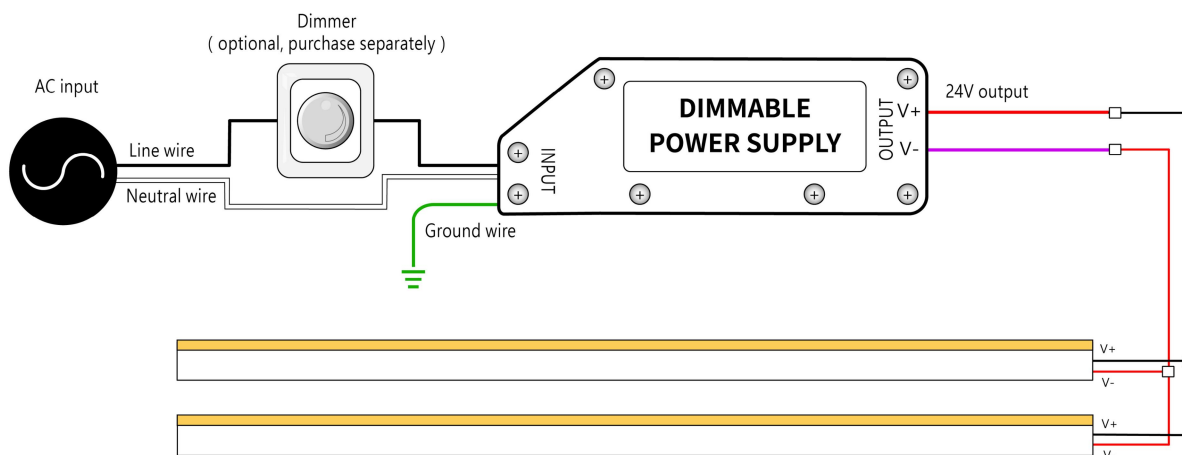 Dimmer
( optional, purchase separately )
AC input
Line wire
Neutral wire
INPUT
Ground wire
DIMMABLE
POWER SUPPLY
OUTPUT
V+
V-
24V output
V+
V-
V+